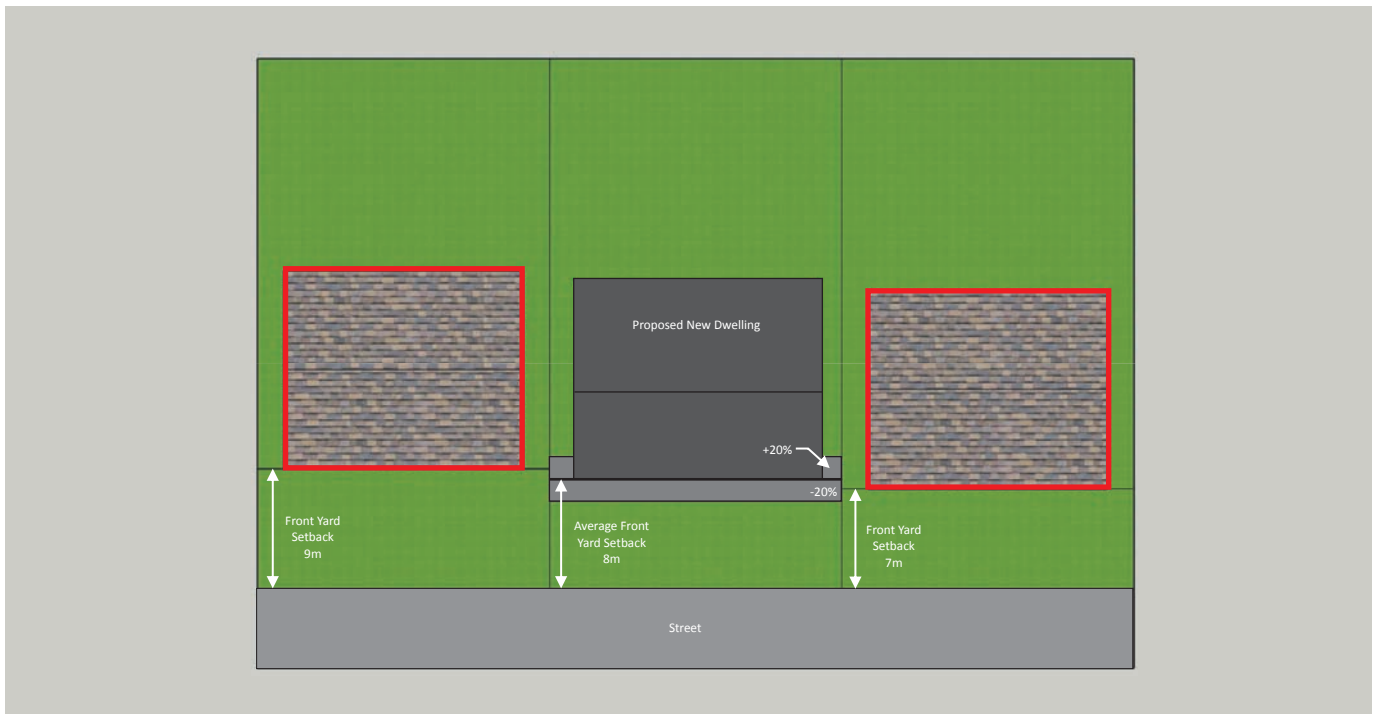 Proposed New Dwelling
+20%
-20%
Front Yard
Setback
9m
Average Front
Yard Setback
8m
Front Yard
Setback
7m
Street